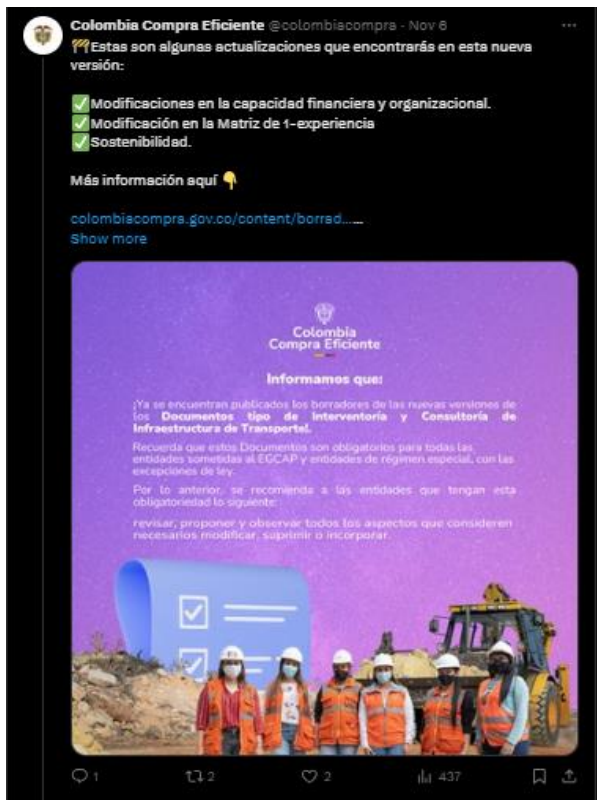 Colombia Compra Eficiente @colombiacompra · Nov 6
🚧Estas son algunas actualizaciones que encontrarás en esta nueva
versión:
✅Modificaciones en la capacidad financiera y organizacional.
✅Modificación en la Matriz de 1-experiencia
✅Sostenibilidad.
Más información aquí 👇
colombiacompra.gov.co/content/borrad……
Show more
Colombia
Compra Eficiente
Informamos que:
¡Ya se encuentran publicados los borradores de las nuevas versiones de
los Documentos tipo de Interventoría y Consultoría de
Infraestructura de Transporte!.
Recuerda que estos Documentos son obligatorios para todas las
entidades sometidas al EGCAP y entidades de régimen especial, con las
excepciones de ley.
Por lo anterior, se recomienda a las entidades que tengan esta
obligatoriedad lo siguiente:
revisar, proponer y observar todos los aspectos que consideren
necesarios modificar, suprimir o incorporar.
1 2 2 437